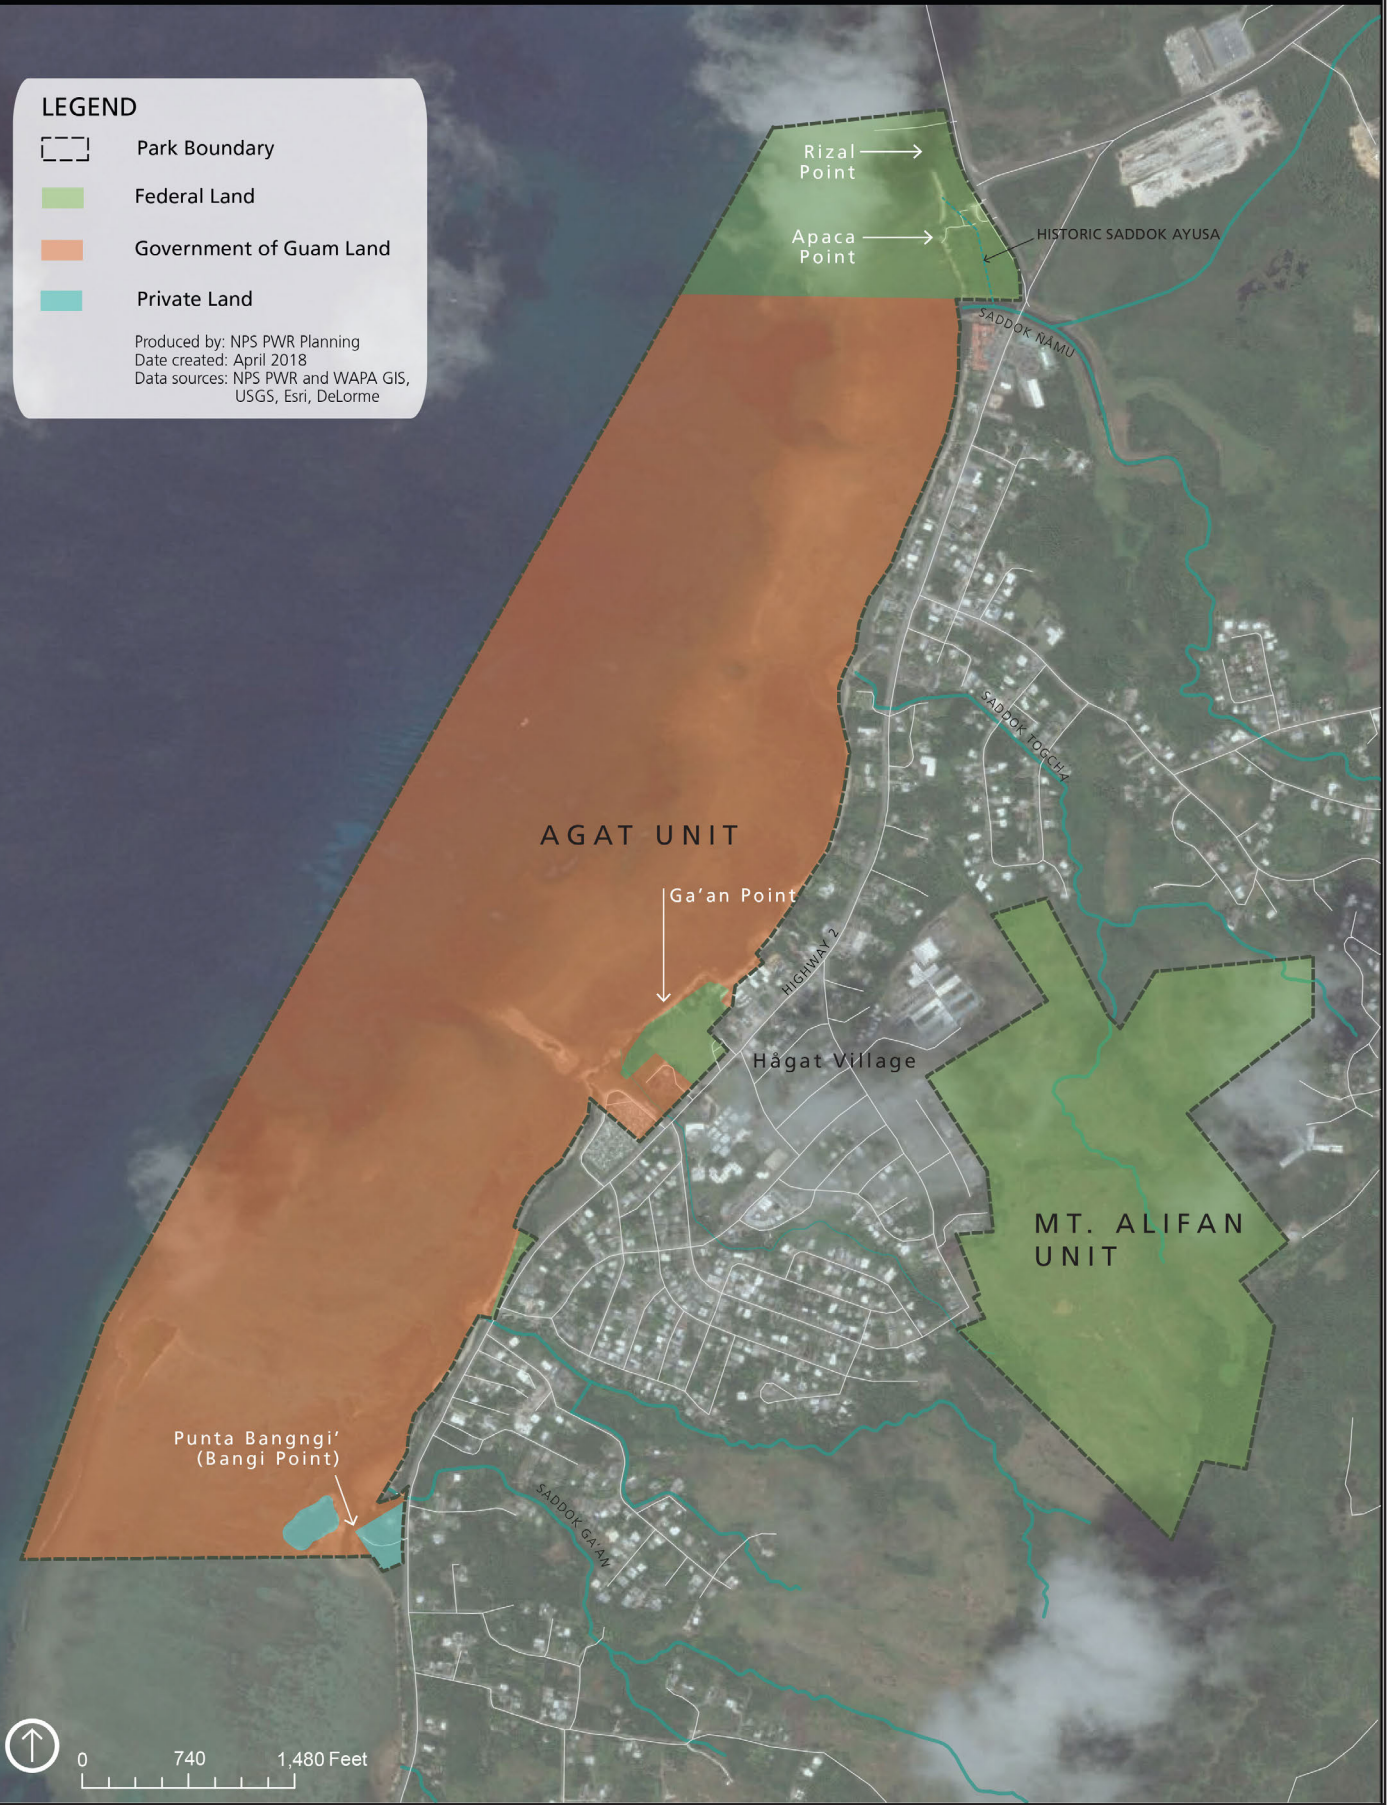 LEGEND
Park Boundary
Federal Land
Government of Guam Land
Private Land
Produced by: NPS PWR Planning
Date created: April 2018
Data sources: NPS PWR and WAPA GIS,
USGS, Esri, DeLorme
Rizal
Point
Apaca
Point
HISTORIC SADDOK AYUSA
SADDOK ÑÅMU
SADDOK TOGCHA
AGAT UNIT
Ga'an Point
HIGHWAY 2
Hågat Village
MT. ALIFAN
UNIT
Punta Bangngi'
(Bangi Point)
SADDOK GA'AN
0 740 1,480 Feet